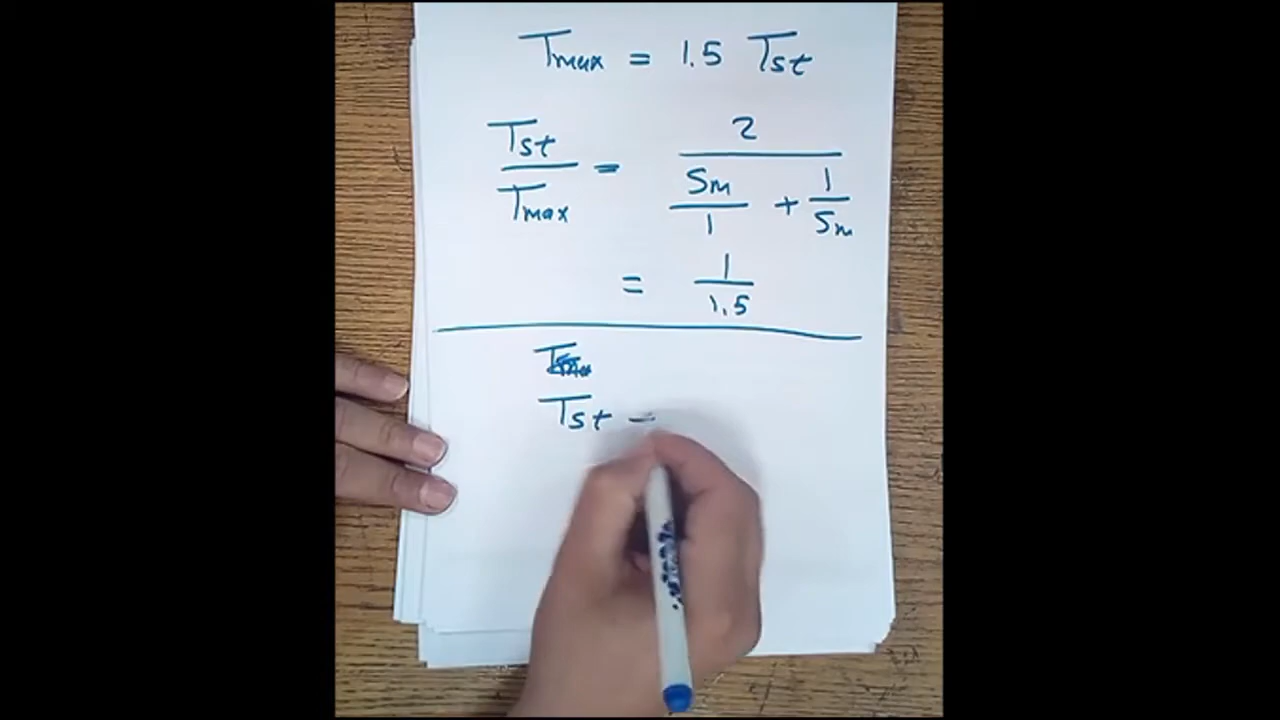 Tmax = 1.5 Tst
Tst / Tmax = 2 / (Sm / 1 + 1 / Sm)
= 1 / 1.5
Tst =